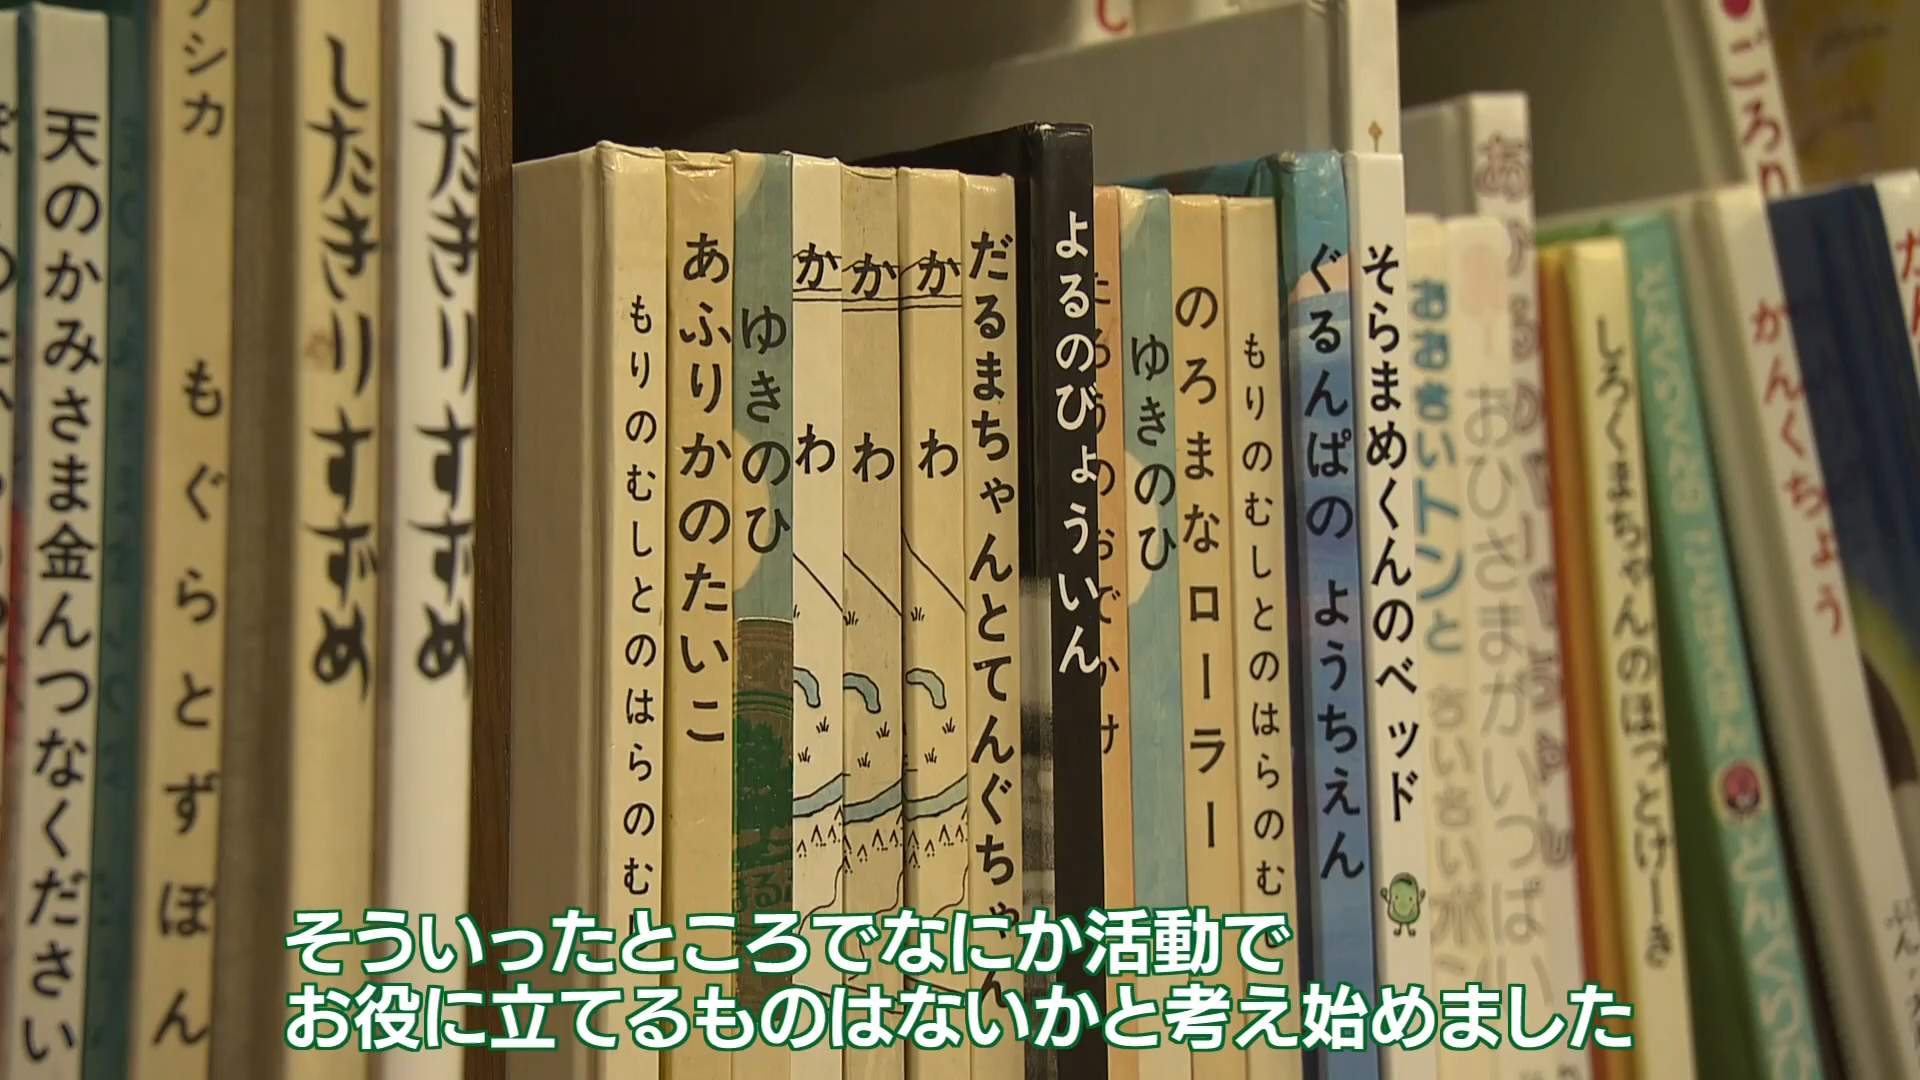 天のかみさま金んつなくださ​い
シカ
もぐらとずぼん
したきりすずめ
したきりすずめ
もりのむしとのはらのむ
あふりかのたいこ
ゆきのひ
かわ
かわ
かわ
だるまちゃんとてんぐちゃん
よるのびょういん
ゆきのひ
のろまなローラー
もりのむしとのはらのむ
ぐるんぱの ようちえん
そらまめくんのベッド
おおきいトンと
おひさまがいっぱい
しろくまちゃんのほっとけーき
がんくちょう
ごろり
そういったところでなにか活動で
お役に立てるものはないかと考え始めました